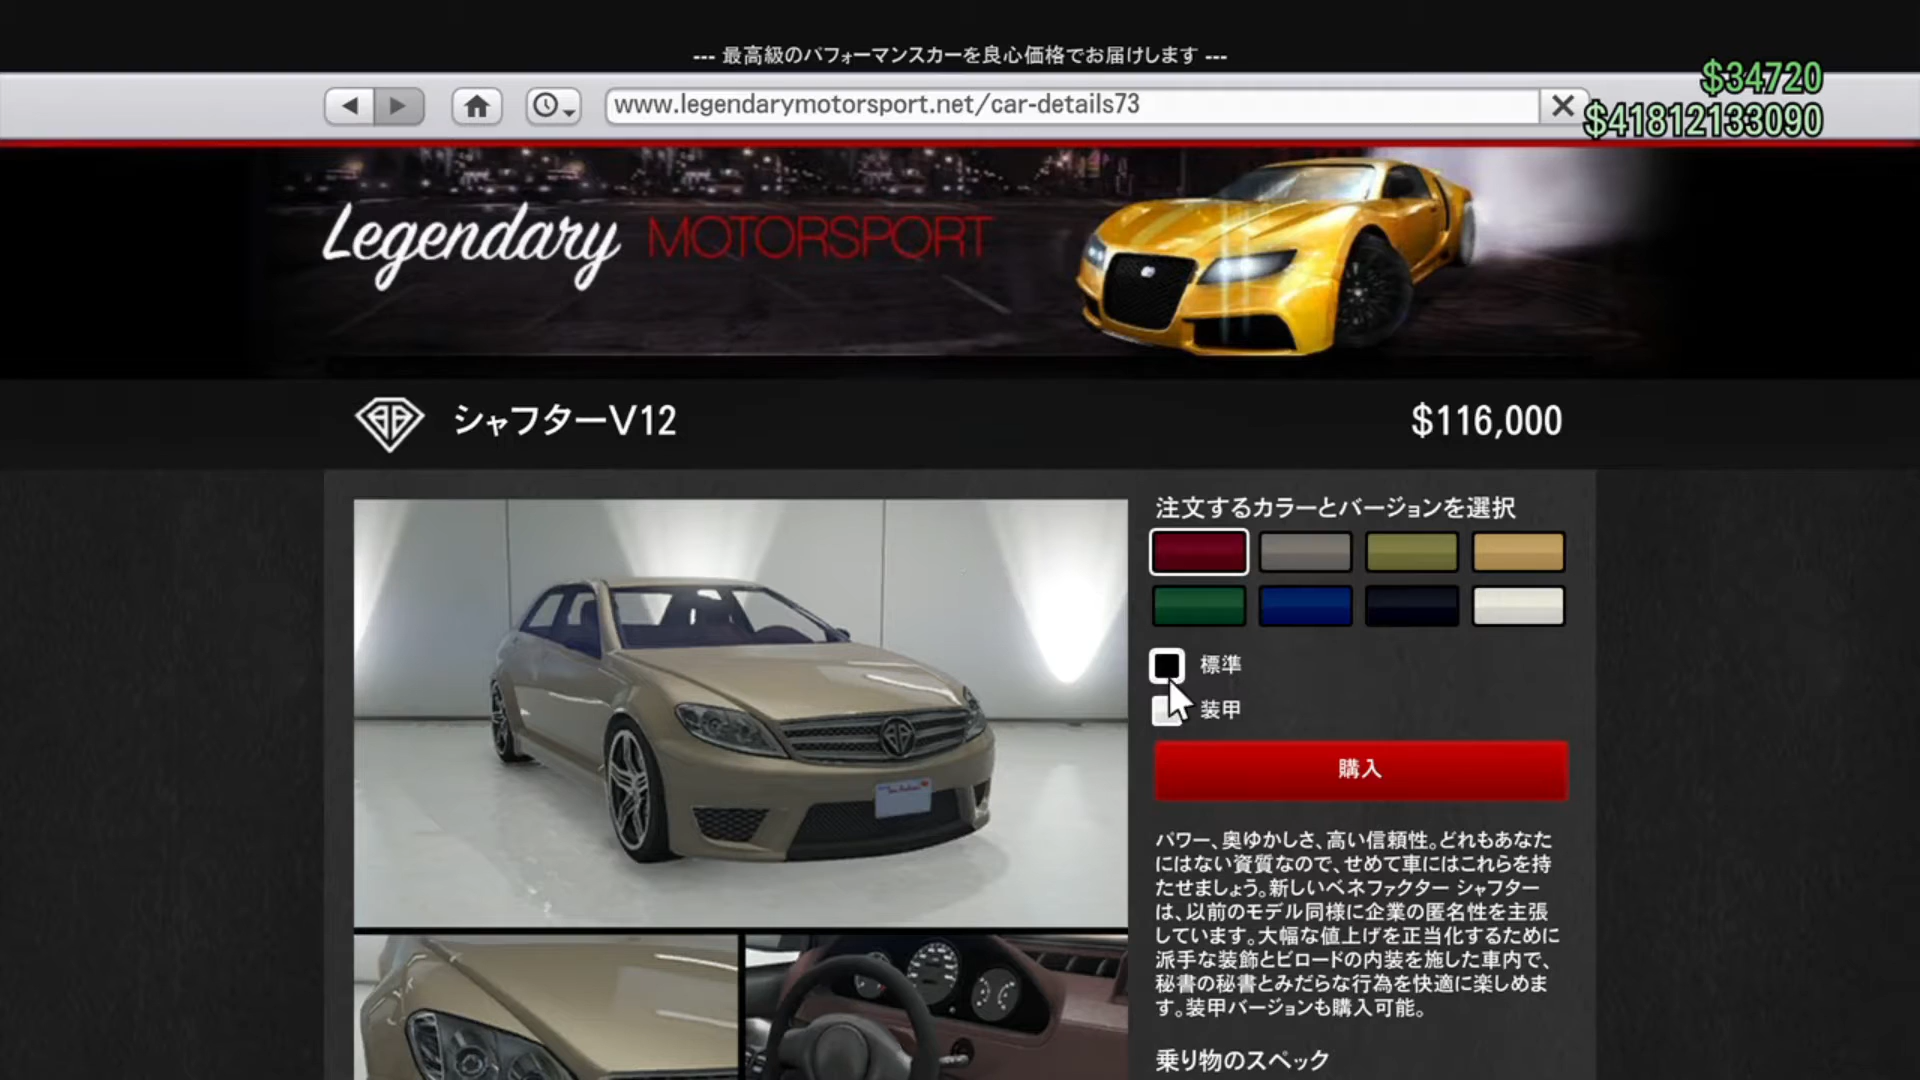 --- 最高級のパフォーマンスカーを良心価格でお届けします ---
$34720
www.legendarymotorsport.net/car-details73
$41812133090
Legendary MOTORSPORT
シャフターV12
$116,000
注文するカラーとバージョンを選択
標準
装甲
購入
パワー、奥ゆかしさ、高い信頼性。どれもあなた
にはない資質なので、せめて車にはこれらを持
たせましょう。新しいベネファクター シャフター
は、以前のモデル同様に企業の匿名性を主張
しています。大幅な値上げを正当化するために
派手な装飾とビロードの内装を施した車内で、
秘書の秘書とみだらな行為を快適に楽しめま
す。装甲バージョンも購入可能。
乗り物のスペック